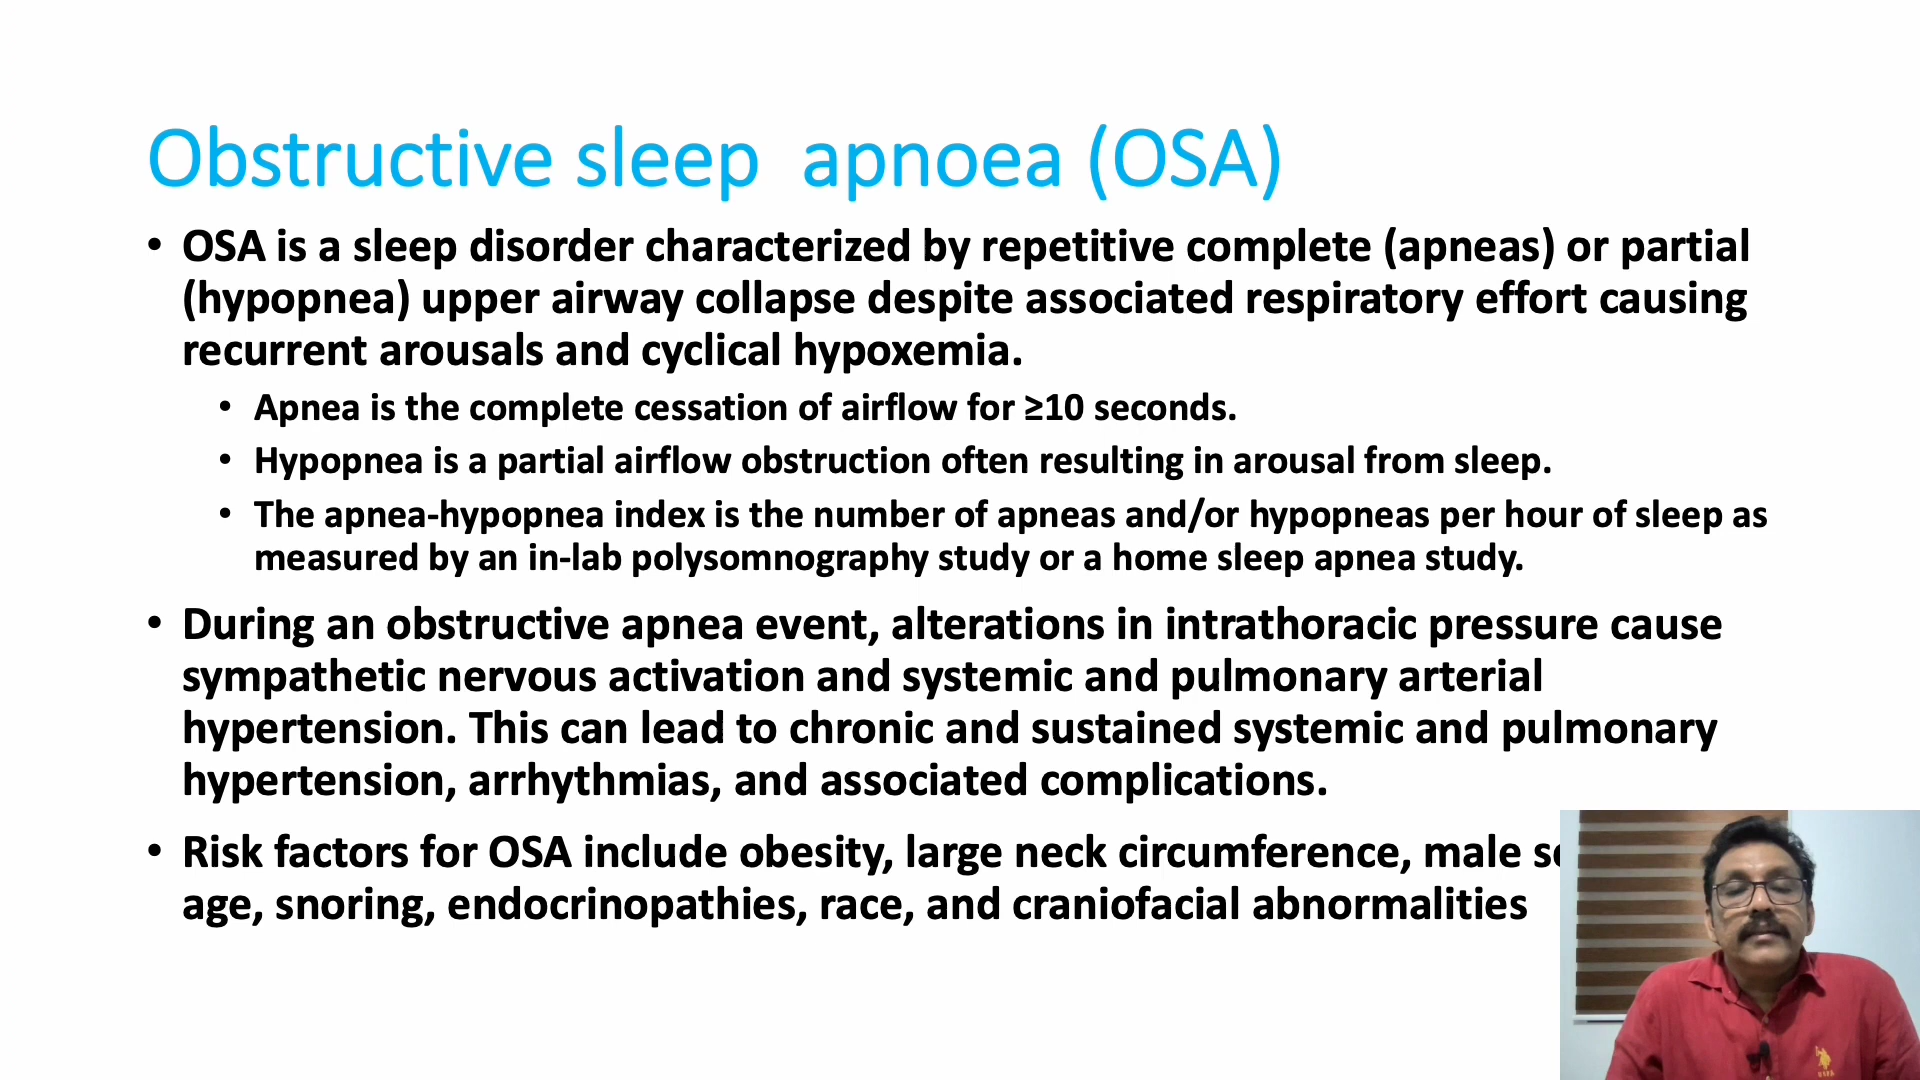 Obstructive sleep apnoea (OSA)
• OSA is a sleep disorder characterized by repetitive complete (apneas) or partial
(hypopnea) upper airway collapse despite associated respiratory effort causing
recurrent arousals and cyclical hypoxemia.
• Apnea is the complete cessation of airflow for ≥10 seconds.
• Hypopnea is a partial airflow obstruction often resulting in arousal from sleep.
• The apnea-hypopnea index is the number of apneas and/or hypopneas per hour of sleep as
measured by an in-lab polysomnography study or a home sleep apnea study.
• During an obstructive apnea event, alterations in intrathoracic pressure cause
sympathetic nervous activation and systemic and pulmonary arterial
hypertension. This can lead to chronic and sustained systemic and pulmonary
hypertension, arrhythmias, and associated complications.
• Risk factors for OSA include obesity, large neck circumference, male
age, snoring, endocrinopathies, race, and craniofacial abnormalities